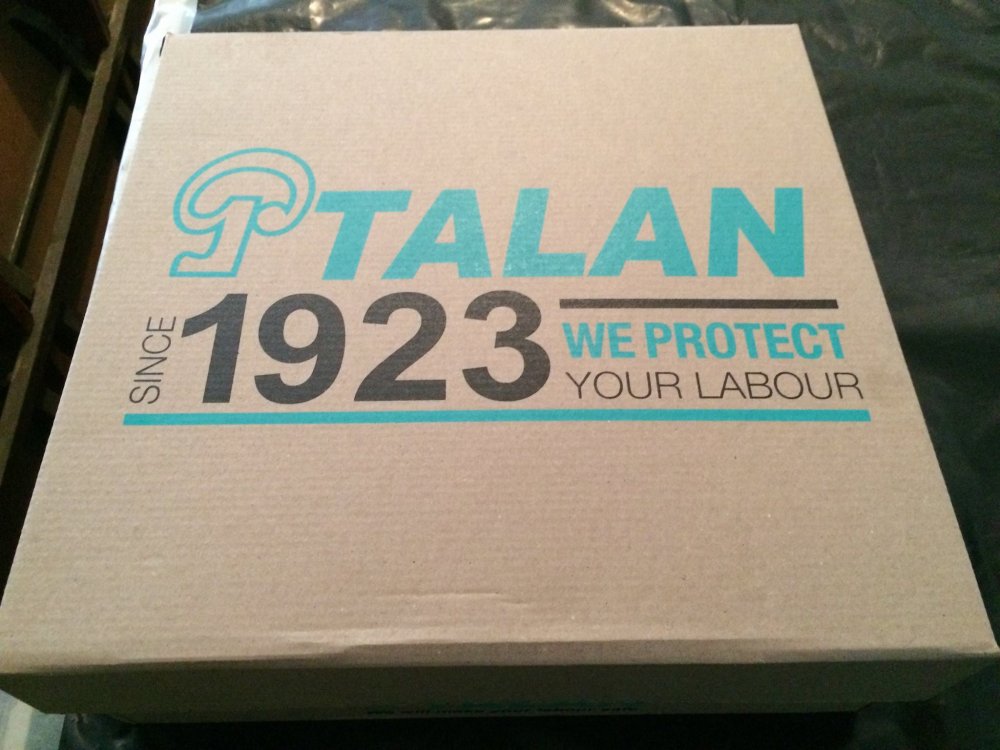 TALAN
SINCE 1923
WE PROTECT
YOUR LABOUR